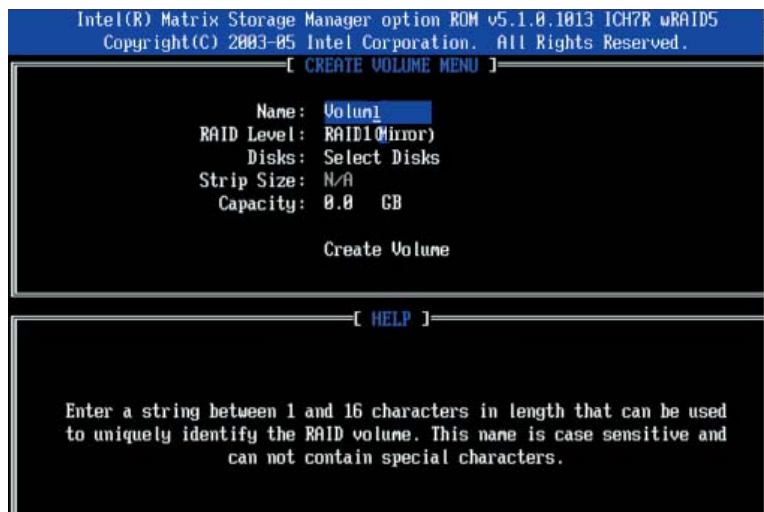 Intel(R) Matrix Storage Manager option ROM v5.1.0.1013 ICH7R wRAID5
Copyright(C) 2003-05 Intel Corporation. All Rights Reserved.
[ CREATE VOLUME MENU ]
Name: Volum1
RAID Level: RAID1(Mirror)
Disks: Select Disks
Strip Size: N/A
Capacity: 0.0 GB
Create Volume
[ HELP ]
Enter a string between 1 and 16 characters in length that can be used
to uniquely identify the RAID volume. This name is case sensitive and
can not contain special characters.